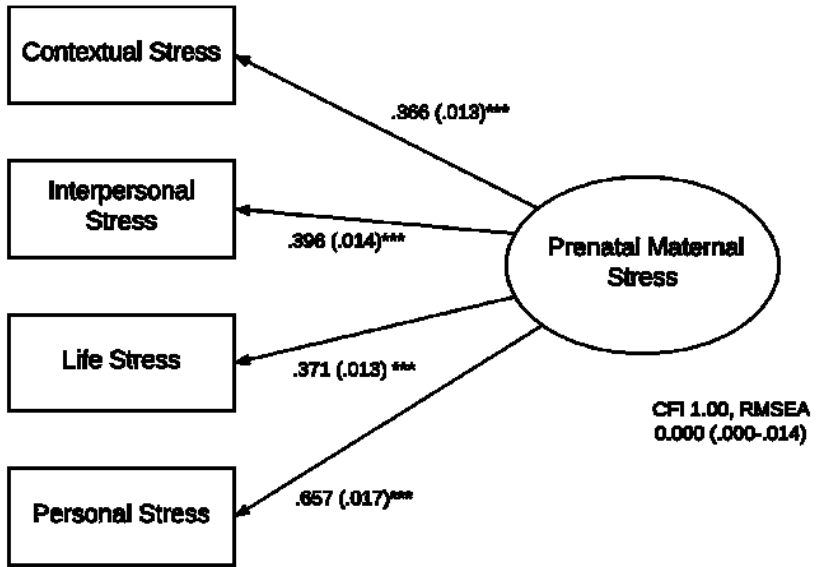 Contextual Stress
.366 (.013)***
Interpersonal
Stress
.396 (.014)***
Prenatal Maternal
Stress
Life Stress
.371 (.013) ***
CFI 1.00, RMSEA
0.000 (.000-.014)
Personal Stress
.657 (.017)***